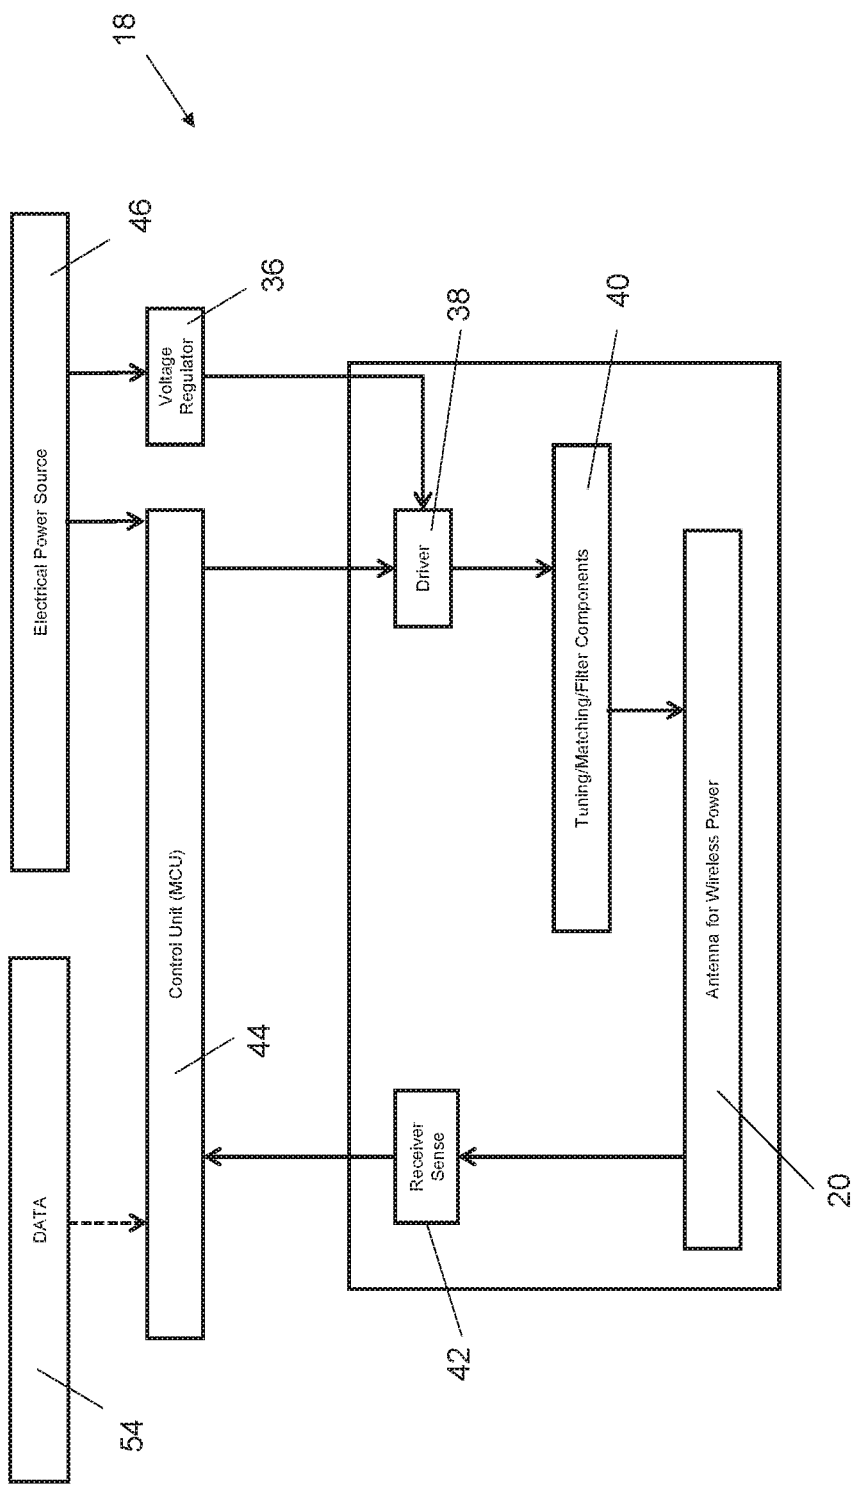 18
DATA
54
Electrical Power Source
46
Control Unit (MCU)
44
Voltage
Regulator
36
Receiver
Sense
42
Driver
38
Tuning/Matching/Filter Components
40
Antenna for Wireless Power
20